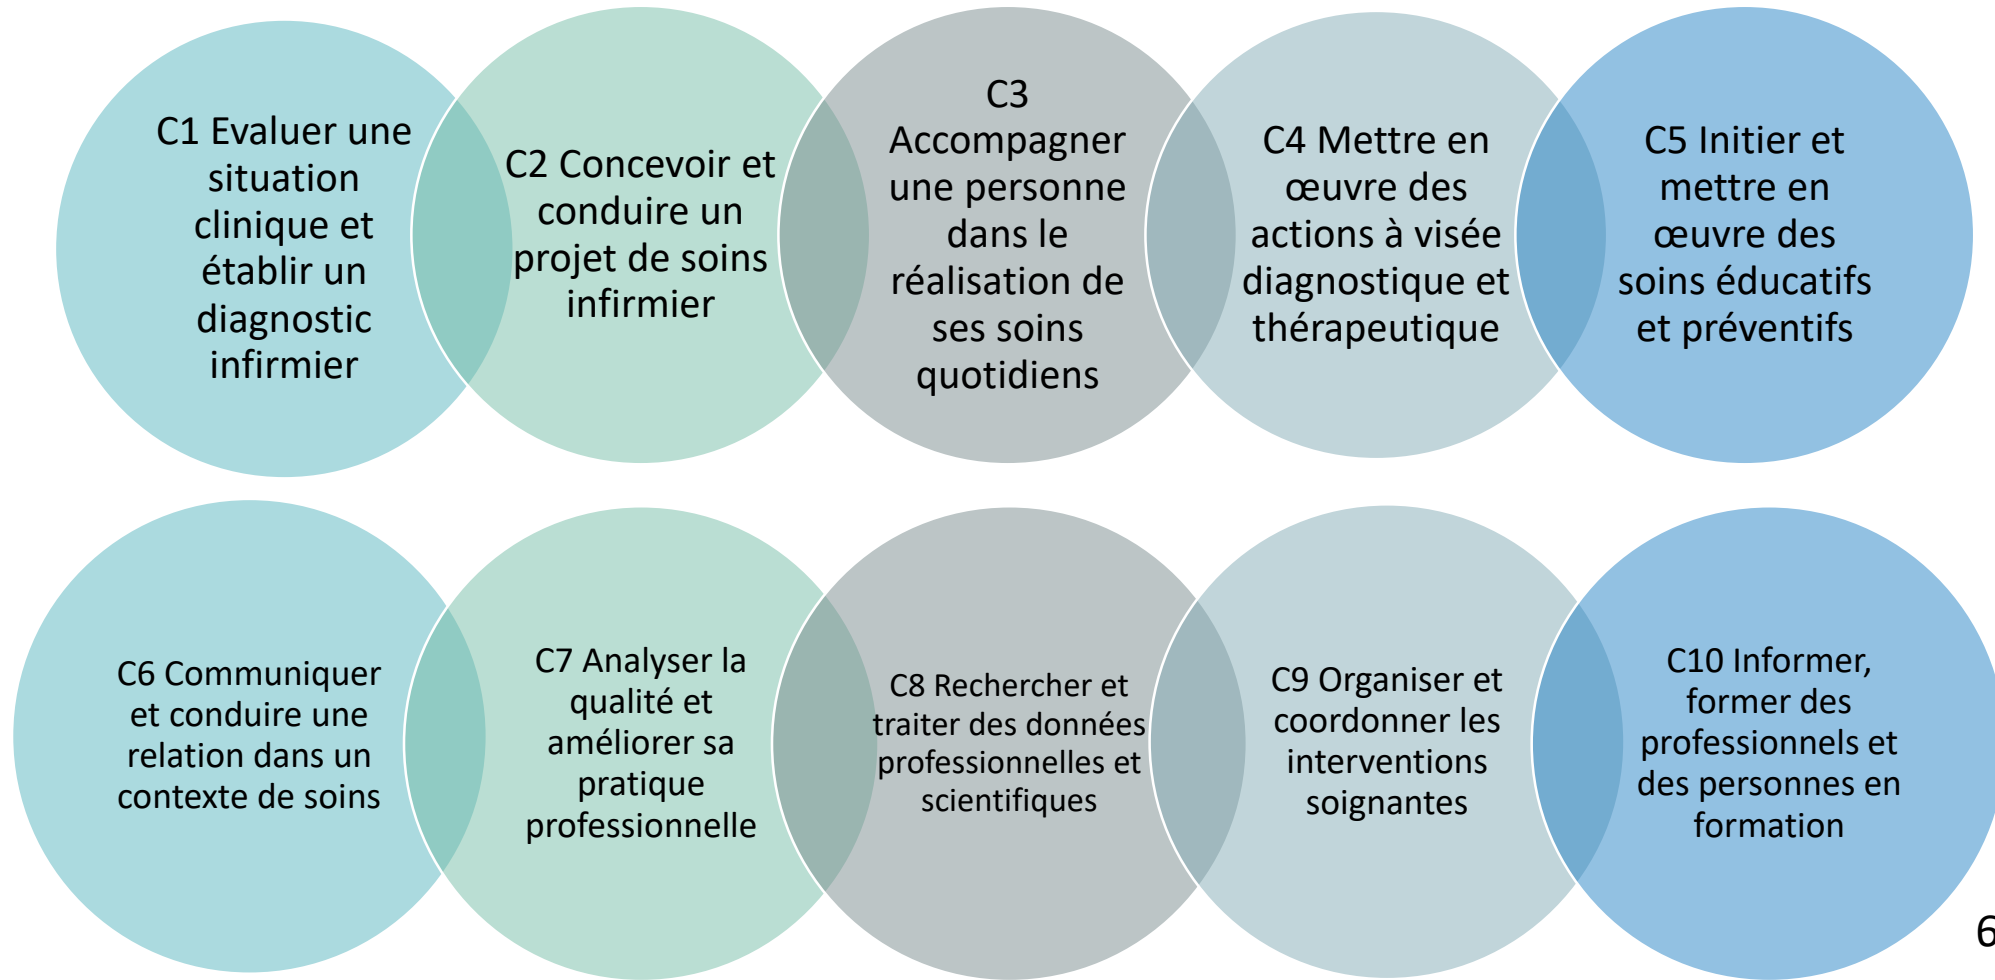 C1 Evaluer une
situation
clinique et
établir un
diagnostic
infirmier
C2 Concevoir et
conduire un
projet de soins
infirmier
C3
Accompagner
une personne
dans le
réalisation de
ses soins
quotidiens
C4 Mettre en
œuvre des
actions à visée
diagnostique et
thérapeutique
C5 Initier et
mettre en
œuvre des
soins éducatifs
et préventifs
C6 Communiquer
et conduire une
relation dans un
contexte de soins
C7 Analyser la
qualité et
améliorer sa
pratique
professionnelle
C8 Rechercher et
traiter des données
professionnelles et
scientifiques
C9 Organiser et
coordonner les
interventions
soignantes
C10 Informer,
former des
professionnels et
des personnes en
formation
6